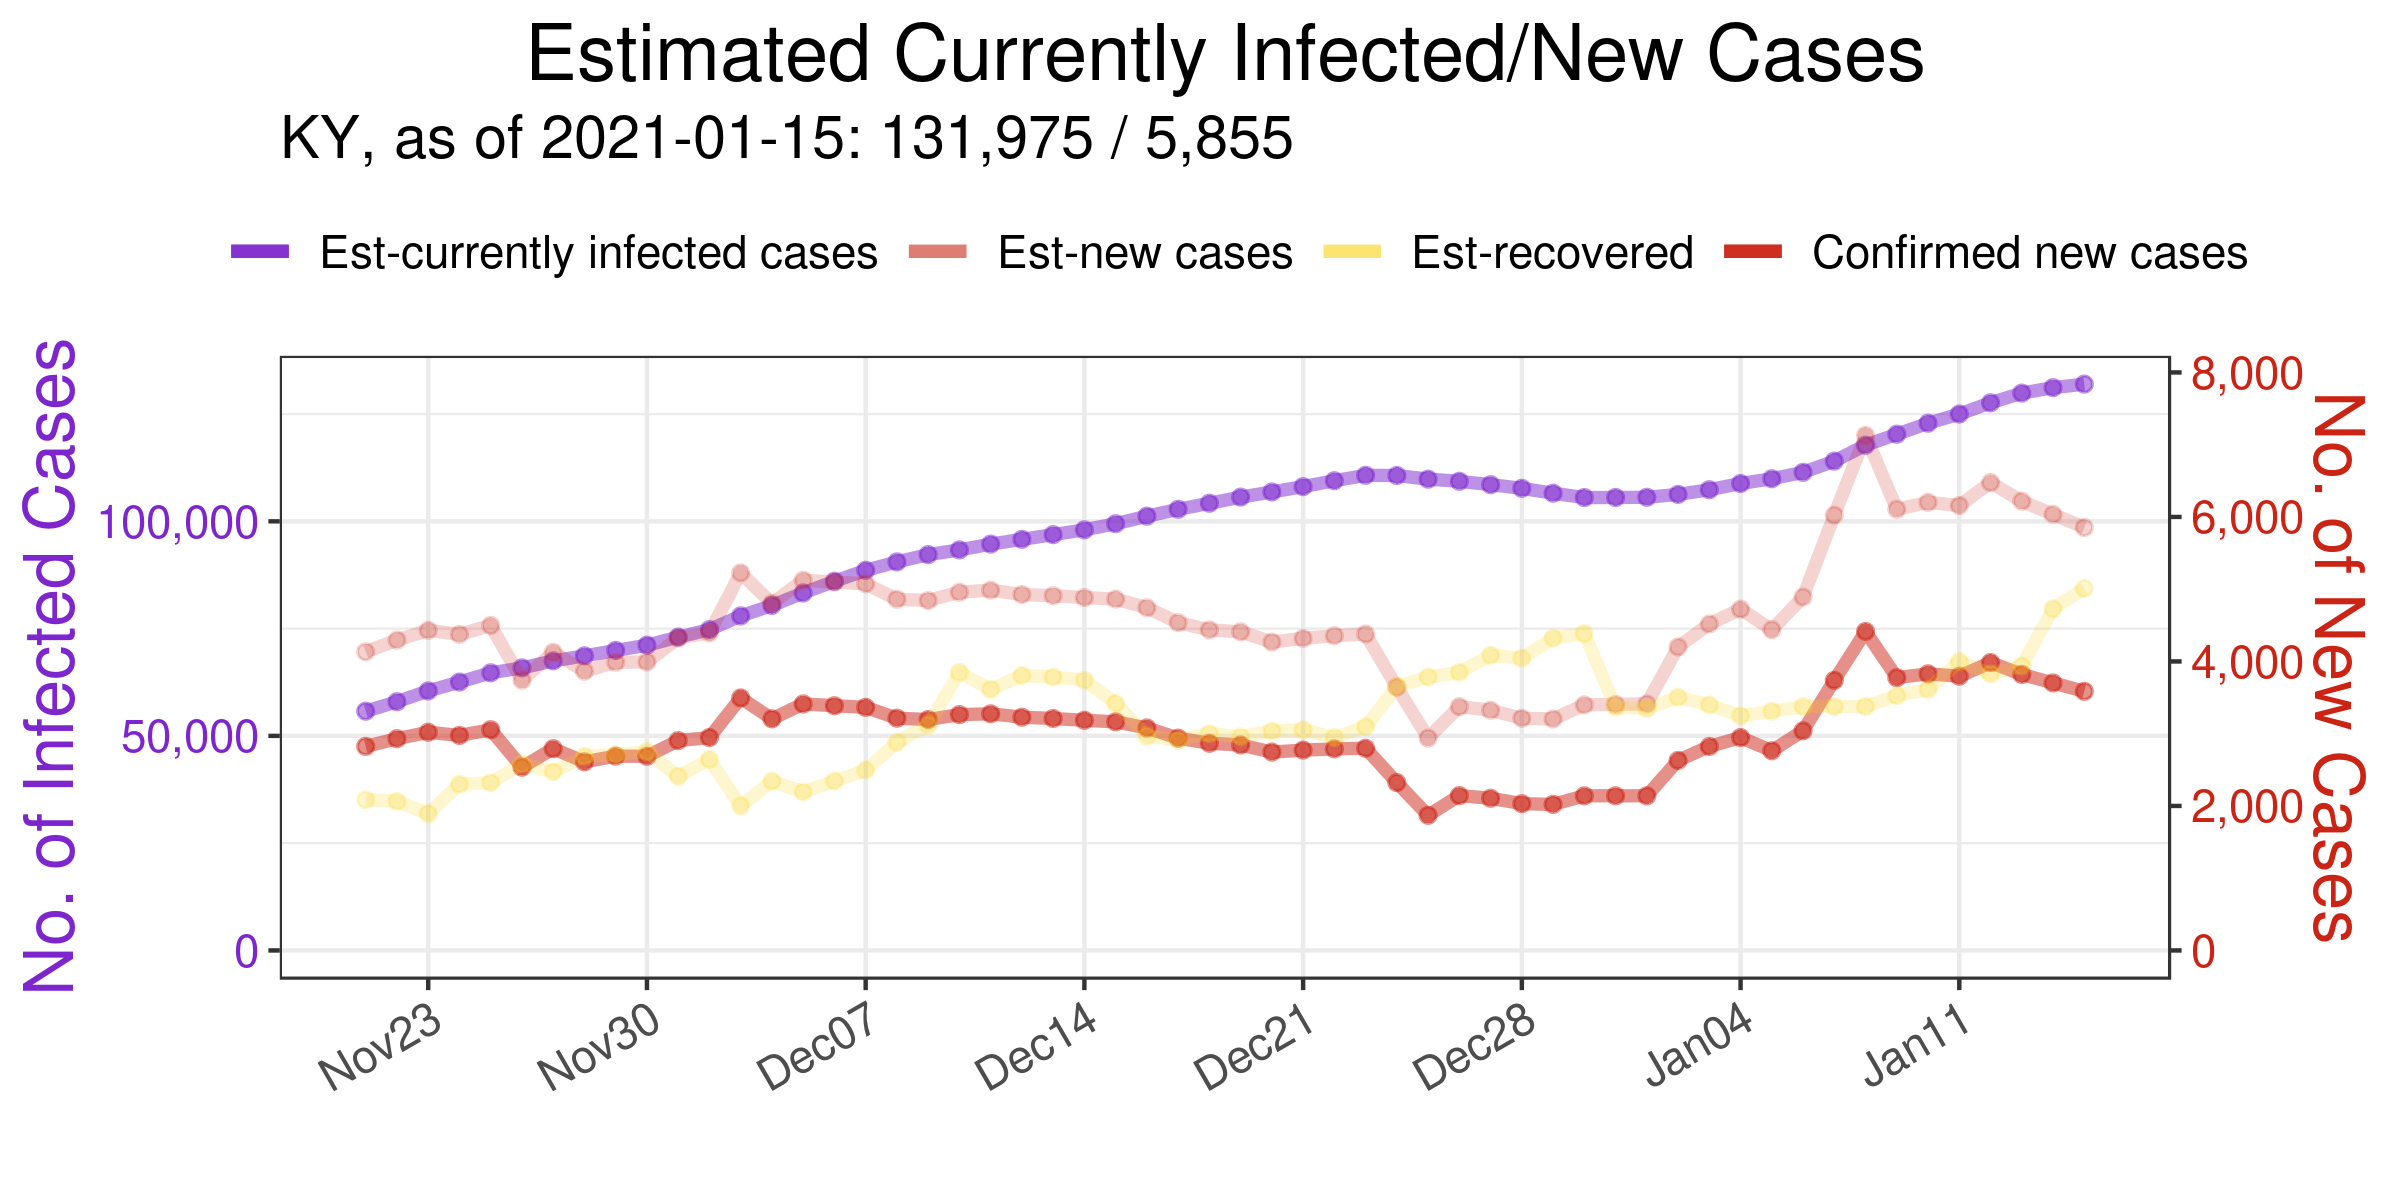 Estimated Currently Infected/New Cases
KY, as of 2021-01-15: 131,975 / 5,855
Est-currently infected cases Est-new cases Est-recovered Confirmed new cases
No. of Infected Cases
100,000
50,000
0
8,000
6,000
4,000
2,000
0
No. of New Cases
Nov23 Nov30 Dec07 Dec14 Dec21 Dec28 Jan04 Jan11